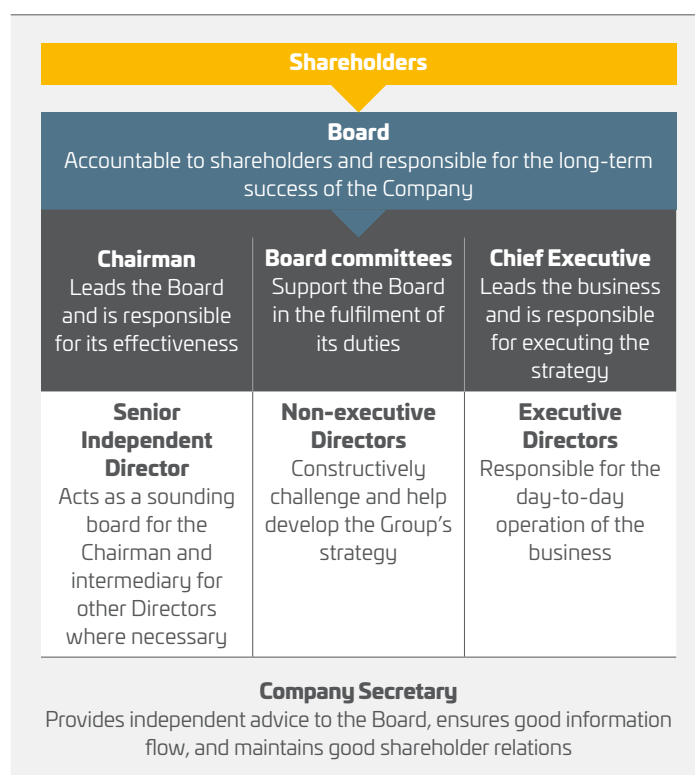 Shareholders
Board
Accountable to shareholders and responsible for the long-term
success of the Company
Chairman
Leads the Board
and is responsible
for its effectiveness
Board committees
Support the Board
in the fulfilment of
its duties
Chief Executive
Leads the business
and is responsible
for executing the
strategy
Senior
Independent
Director
Acts as a sounding
board for the
Chairman and
intermediary for
other Directors
where necessary
Non-executive
Directors
Constructively
challenge and help
develop the Group's
strategy
Executive
Directors
Responsible for the
day-to-day
operation of the
business
Company Secretary
Provides independent advice to the Board, ensures good information
flow, and maintains good shareholder relations